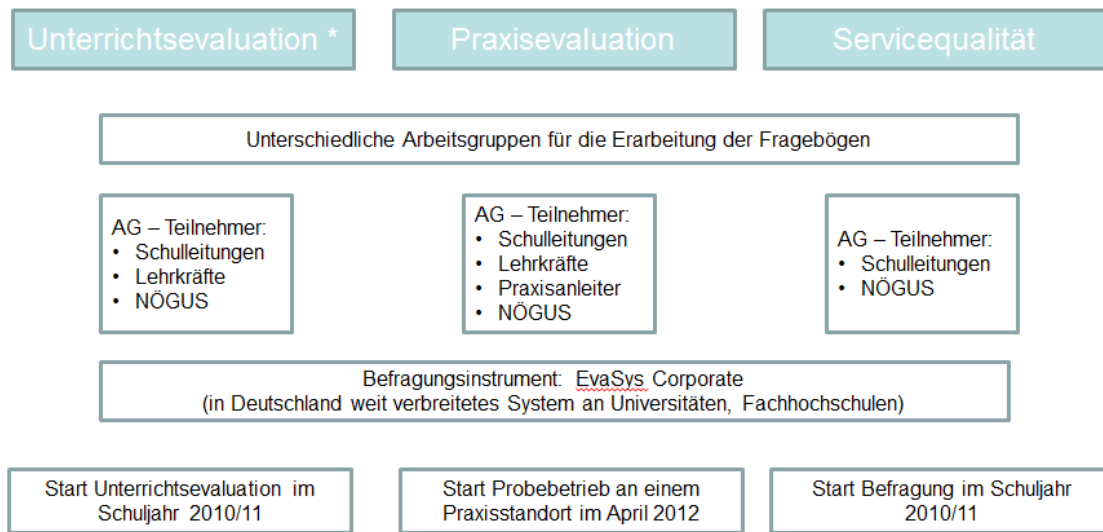 Unterrichtsevaluation *
Praxisevaluation
Servicequalität
Unterschiedliche Arbeitsgruppen für die Erarbeitung der Fragebögen
AG – Teilnehmer:
• Schulleitungen
• Lehrkräfte
• NÖGUS
AG – Teilnehmer:
• Schulleitungen
• Lehrkräfte
• Praxisanleiter
• NÖGUS
AG – Teilnehmer:
• Schulleitungen
• NÖGUS
Befragungsinstrument: EvaSys Corporate
(in Deutschland weit verbreitetes System an Universitäten, Fachhochschulen)
Start Unterrichtsevaluation im
Schuljahr 2010/11
Start Probebetrieb an einem
Praxisstandort im April 2012
Start Befragung im Schuljahr
2010/11